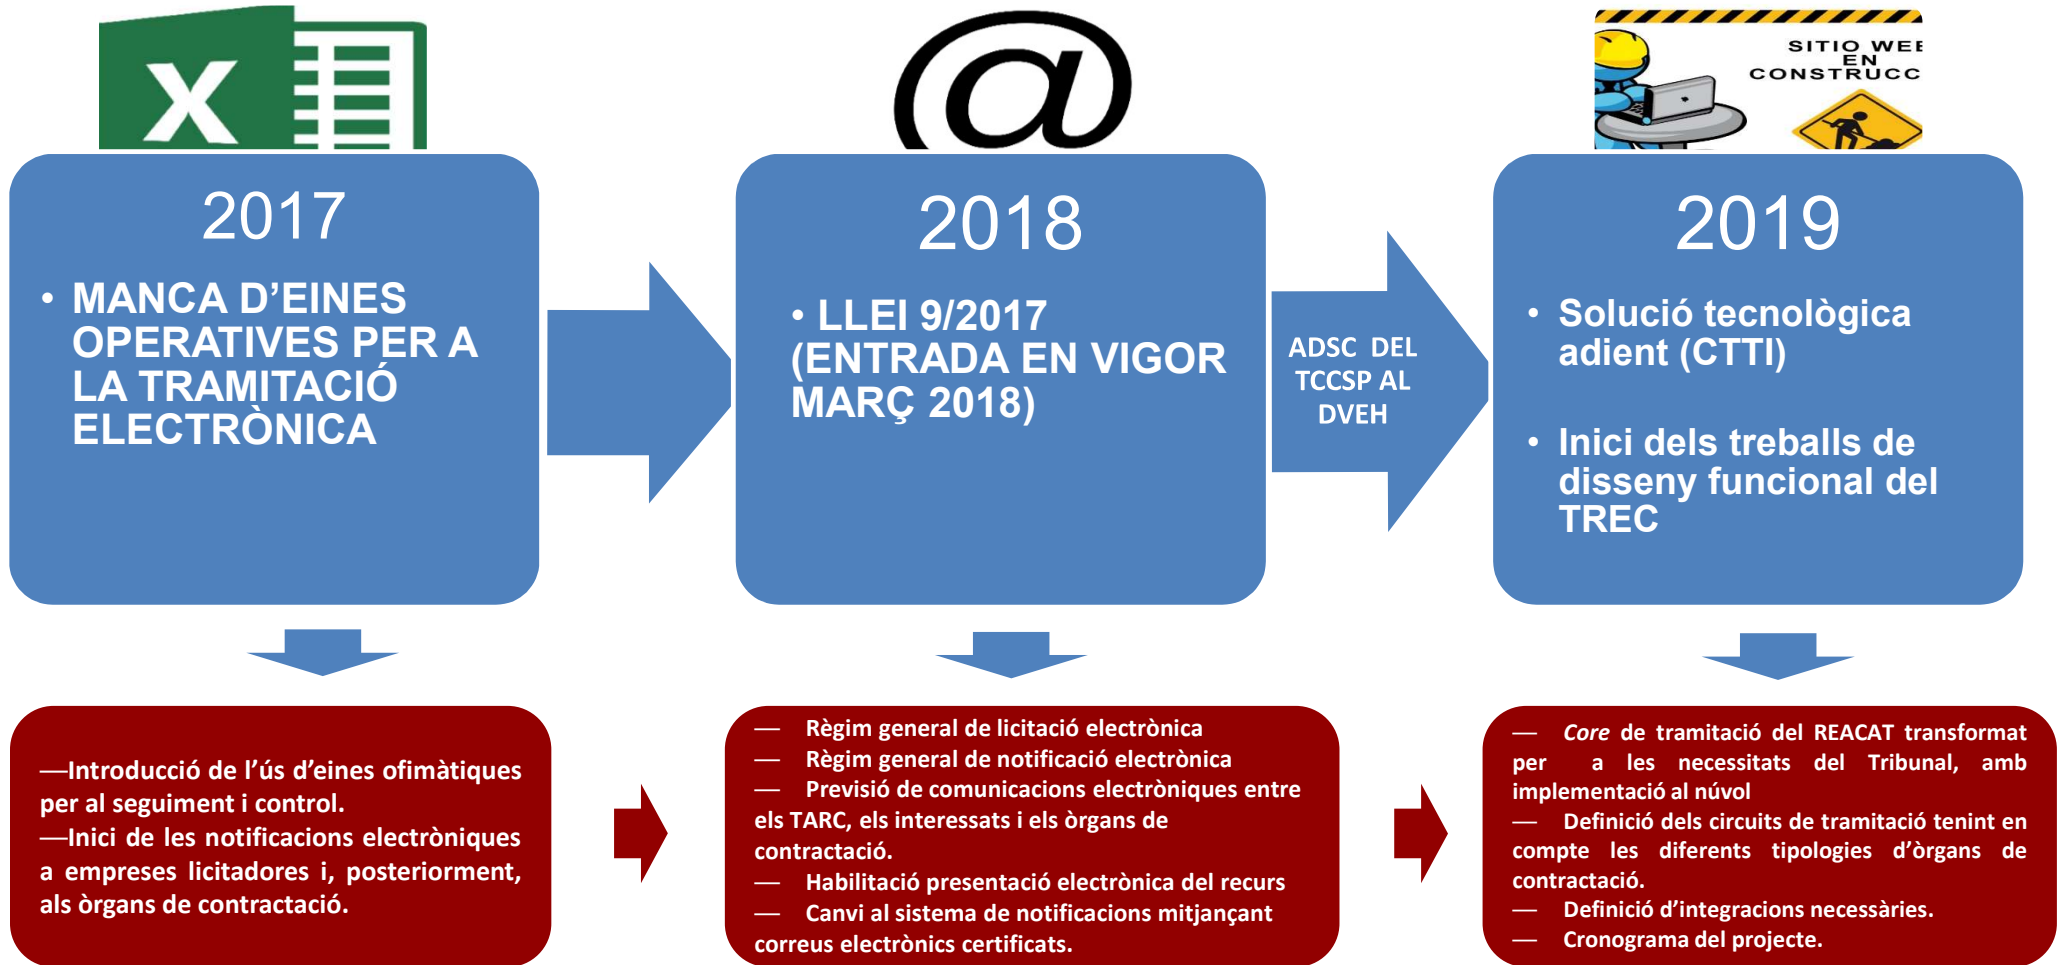 X
@
SITIO WEE
EN
CONSTRUCC
2017
• MANCA D’EINES
OPERATIVES PER A
LA TRAMITACIÓ
ELECTRÒNICA
2018
• LLEI 9/2017
(ENTRADA EN VIGOR
MARÇ 2018)
ADSC DEL
TCCSP AL
DVEH
2019
• Solució tecnològica
adient (CTTI)
• Inici dels treballs de
disseny funcional del
TREC
—Introducció de l’ús d’eines ofimàtiques
per al seguiment i control.
—Inici de les notificacions electròniques
a empreses licitadores i, posteriorment,
als òrgans de contractació.
— Règim general de licitació electrònica
— Règim general de notificació electrònica
— Previsió de comunicacions electròniques entre
els TARC, els interessats i els òrgans de
contractació.
— Habilitació presentació electrònica del recurs
— Canvi al sistema de notificacions mitjançant
correus electrònics certificats.
— Core de tramitació del REACAT transformat
per a les necessitats del Tribunal, amb
implementació al núvol
— Definició dels circuits de tramitació tenint en
compte les diferents tipologies d’òrgans de
contractació.
— Definició d’integracions necessàries.
— Cronograma del projecte.